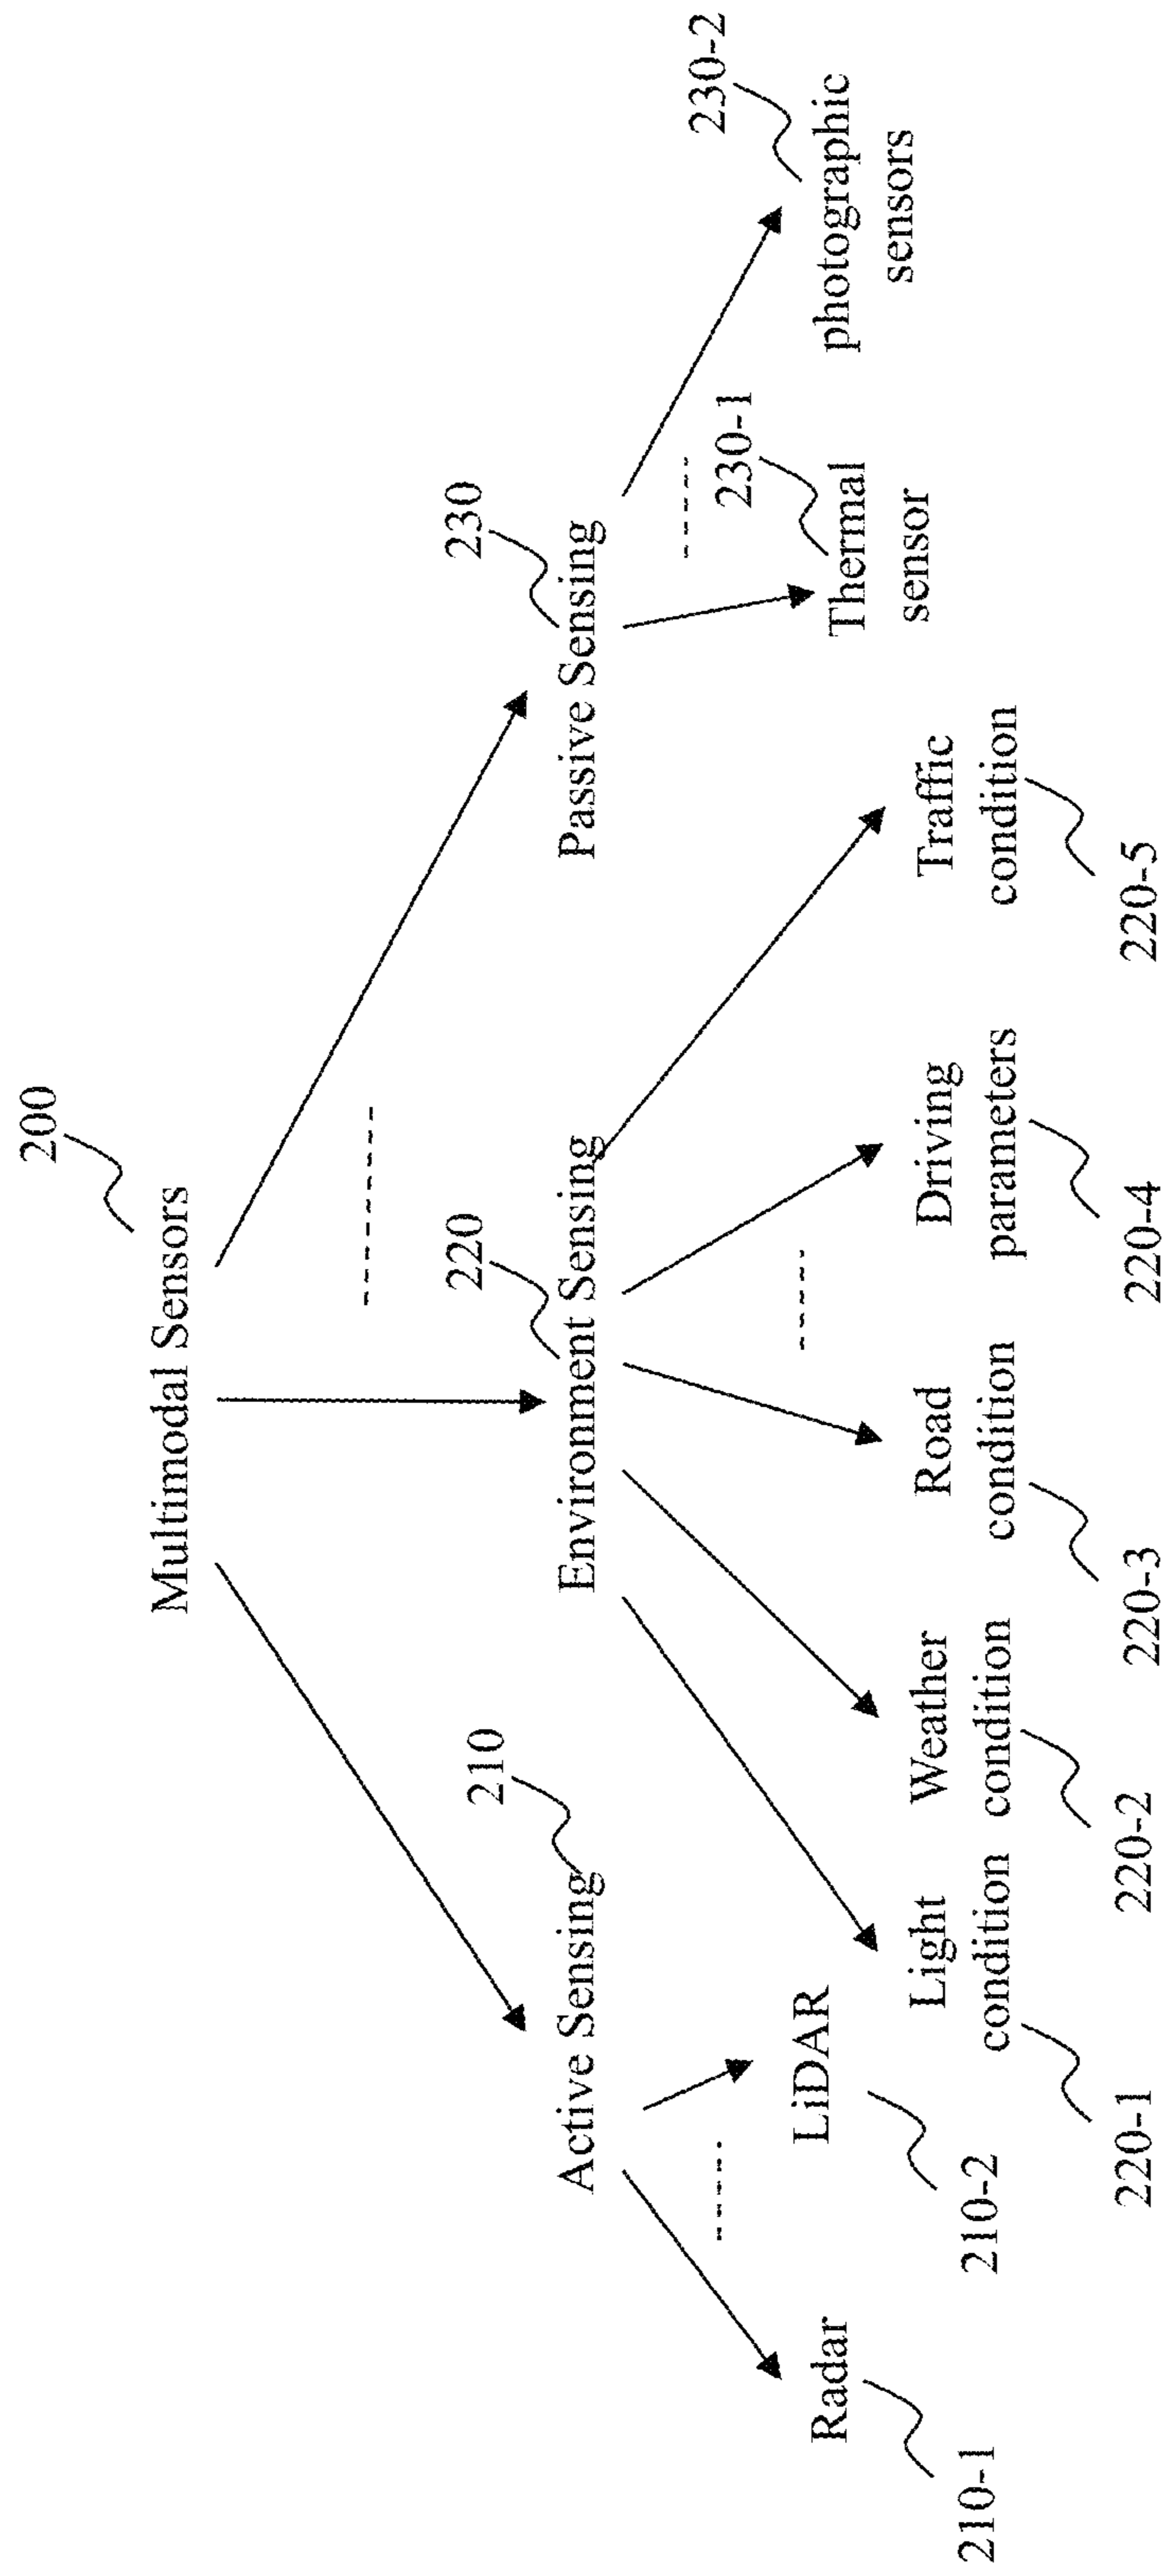 200
Multimodal Sensors
210
220
230
Active Sensing
Environment Sensing
Passive Sensing
230-2
230-1
Radar
LiDAR
Thermal
sensor
photographic
sensors
210-1
210-2
Light
condition
Weather
condition
Road
condition
Driving
parameters
Traffic
condition
220-1
220-2
220-3
220-4
220-5